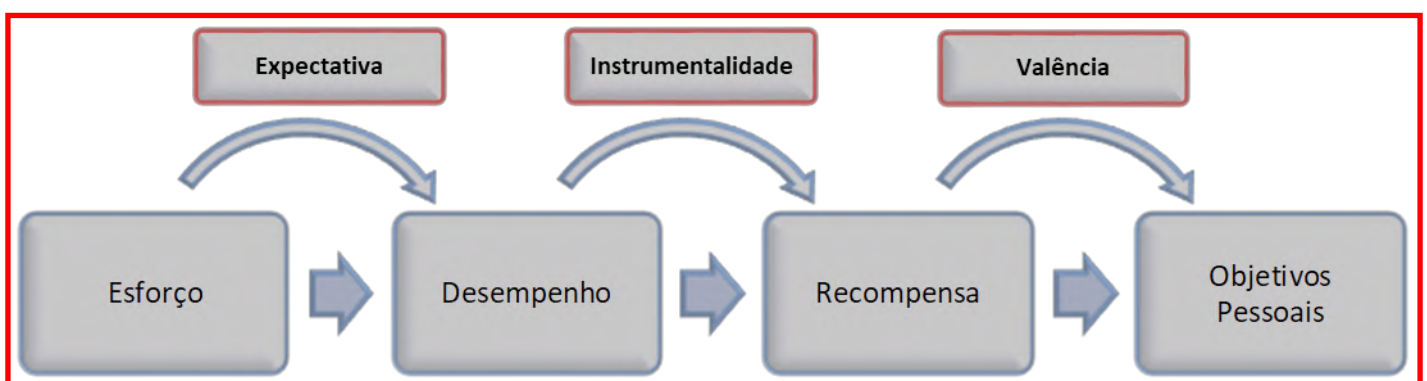 Expectativa
Instrumentalidade
Valência
Esforço
Desempenho
Recompensa
Objetivos
Pessoais